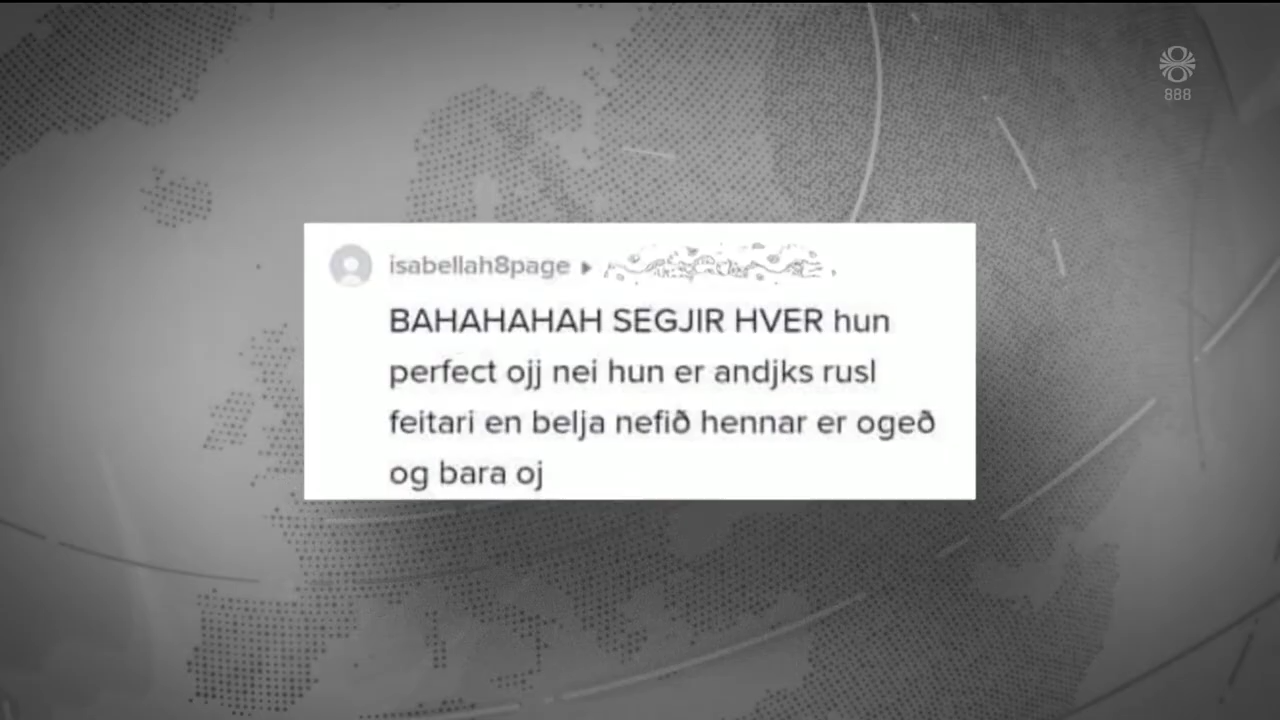 888
isabellah8page
BAHAHAHAH SEGJIR HVER hun
perfect ojj nei hun er andjks rusl
feitari en belja nefið hennar er ogeð
og bara oj